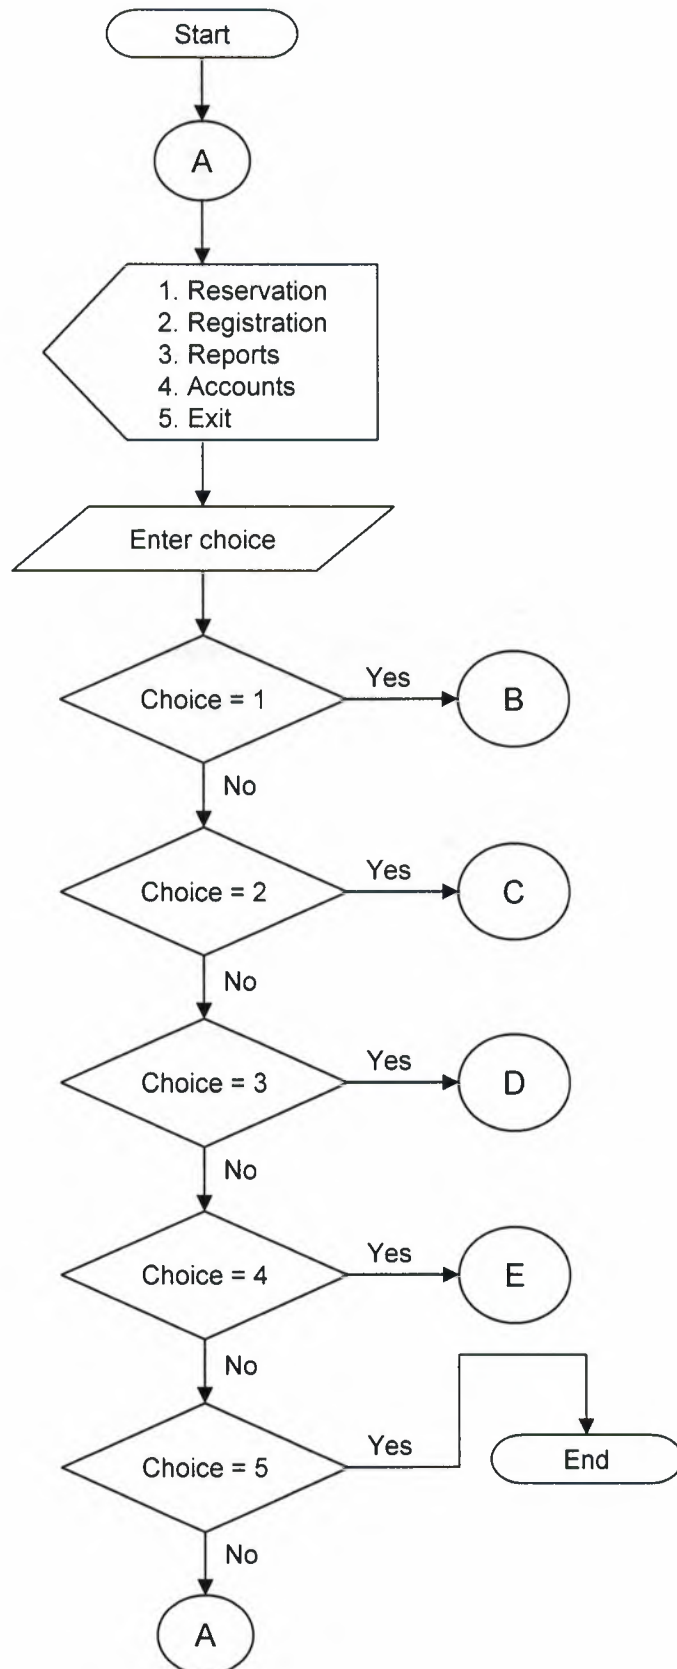 Start
A
1. Reservation
2. Registration
3. Reports
4. Accounts
5. Exit
Enter choice
Choice = 1
Yes
B
No
Choice = 2
Yes
C
No
Choice = 3
Yes
D
No
Choice = 4
Yes
E
No
Choice = 5
Yes
End
No
A